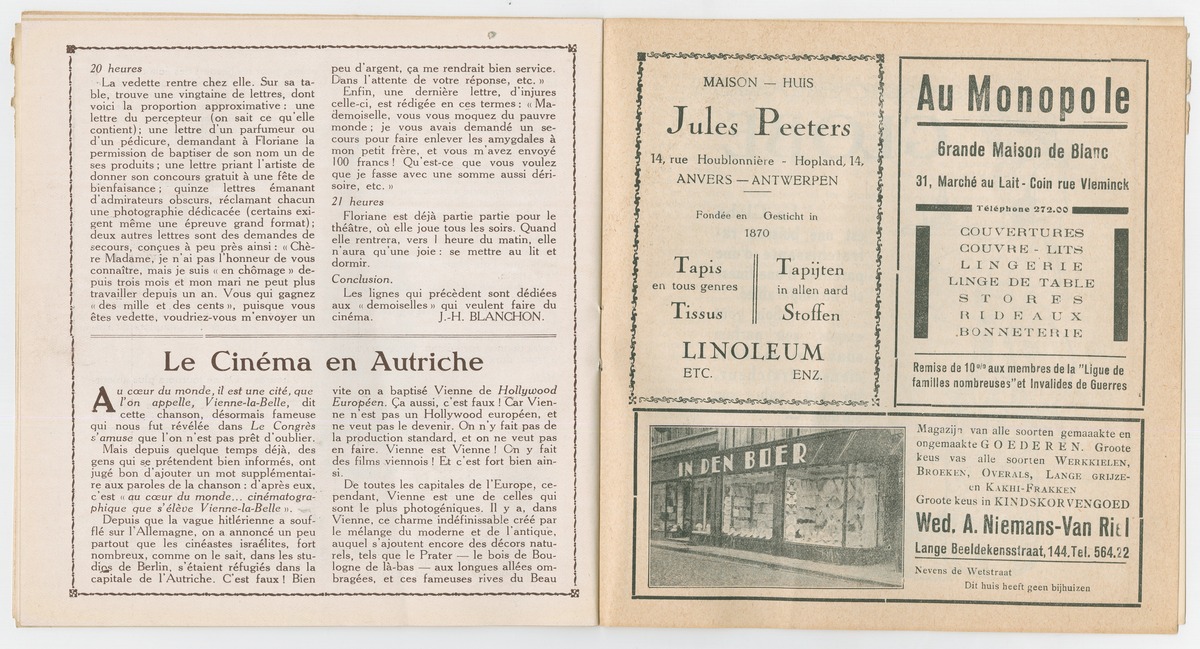 20 heures
La vedette rentre chez elle. Sur sa ta-
ble, trouve une vingtaine de lettres, dont
voici la proportion approximative : une
lettre du percepteur (on sait ce qu'elle
contient) ; une lettre d'un parfumeur ou
d'un pédicure, demandant à Floriane la
permission de baptiser de son nom un de
ses produits ; une lettre priant l'artiste de
donner son concours gratuit à une fête de
bienfaisance ; quinze lettres émanant
d'admirateurs obscurs, réclamant chacun
une photographie dédicacée (certains exi-
gent même une épreuve grand format) ;
deux autres lettres sont des demandes de
secours, conçues à peu près ainsi : « Chè-
re Madame, je n'ai pas l'honneur de vous
connaître, mais je suis « en chômage » de-
puis trois mois et mon mari ne peut plus
travailler depuis un an. Vous qui gagnez
« des mille et des cents », puisque vous
êtes vedette, voudriez-vous m'envoyer un
peu d'argent, ça me rendrait bien service.
Dans l'attente de votre réponse, etc. »
Enfin, une dernière lettre, d'injures
celle-ci, est rédigée en ces termes : « Ma-
demoiselle, vous vous moquez du pauvre
monde ; je vous avais demandé un se-
cours pour faire enlever les amygdales à
mon petit frère, et vous m'avez envoyé
100 francs ! Qu'est-ce que vous voulez
que je fasse avec une somme aussi déri-
soire, etc. »
21 heures
Floriane est déjà partie partie pour le
théâtre, où elle joue tous les soirs. Quand
elle rentrera, vers 1 heure du matin, elle
n'aura qu'une joie : se mettre au lit et
dormir.
Conclusion.
Les lignes qui précèdent sont dédiées
aux « demoiselles » qui veulent faire du
cinéma. J.-H. BLANCHON.
Le Cinéma en Autriche
Au cœur du monde, il est une cité, que
l'on appelle, Vienne-la-Belle, dit
cette chanson, désormais fameuse
qui nous fut révélée dans Le Congrès
s'amuse que l'on n'est pas prêt d'oublier.
Mais depuis quelque temps déjà, des
gens qui se prétendent bien informés, ont
jugé bon d'ajouter un mot supplémentai-
re aux paroles de la chanson : d'après eux,
c'est « au cœur du monde... cinématogra-
phique que s'élève Vienne-la-Belle ».
Depuis que la vague hitlérienne a souf-
flé sur l'Allemagne, on a annoncé un peu
partout que les cinéastes israélites, fort
nombreux, comme on le sait, dans les stu-
dios de Berlin, s'étaient réfugiés dans la
capitale de l'Autriche. C'est faux ! Bien
vite on a baptisé Vienne de Hollywood
Européen. Ça aussi, c'est faux ! Car Vien-
ne n'est pas un Hollywood européen, et
ne veut pas le devenir. On n'y fait pas de
la production standard, et on ne veut pas
en faire. Vienne est Vienne ! On y fait
des films viennois ! Et c'est fort bien ain-
si.
De toutes les capitales de l'Europe, ce-
pendant, Vienne est une de celles qui
sont le plus photogéniques. Il y a, dans
Vienne, ce charme indéfinissable créé par
le mélange du moderne et de l'antique,
auquel s'ajoutent encore des décors natu-
rels, tels que le Prater — le bois de Bou-
logne de là-bas — aux longues allées om-
bragées, et ces fameuses rives du Beau
MAISON — HUIS
Jules Peeters
14, rue Houblonnière - Hopland, 14,
ANVERS — ANTWERPEN
Fondée en Gesticht in
1870
Tapis
en tous genres
Tissus
Tapijten
in allen aard
Stoffen
LINOLEUM
ETC. ENZ.
Au Monopole
Grande Maison de Blanc
31, Marché au Lait - Coin rue Vleminck
Téléphone 272.00
COUVERTURES
COUVRE - LITS
LINGERIE
LINGE DE TABLE
STORES
RIDEAUX
BONNETERIE
Remise de 10 o/o aux membres de la "Ligue de
familles nombreuses" et Invalides de Guerres
IN DEN BOER
Magazijn van alle soorten gemaaakte en
ongemaakte GOEDEREN. Groote
keus vas alle soorten WERKKIELEN,
BROEKEN, OVERALS, LANGE GRIJZE-
en KAKHI-FRAKKEN
Groote keus in KINDSKORVENGOED
Wed. A. Niemans-Van Riel
Lange Beeldekensstraat, 144. Tel. 564.22
Nevens de Wetstraat
Dit huis heeft geen bijhuizen